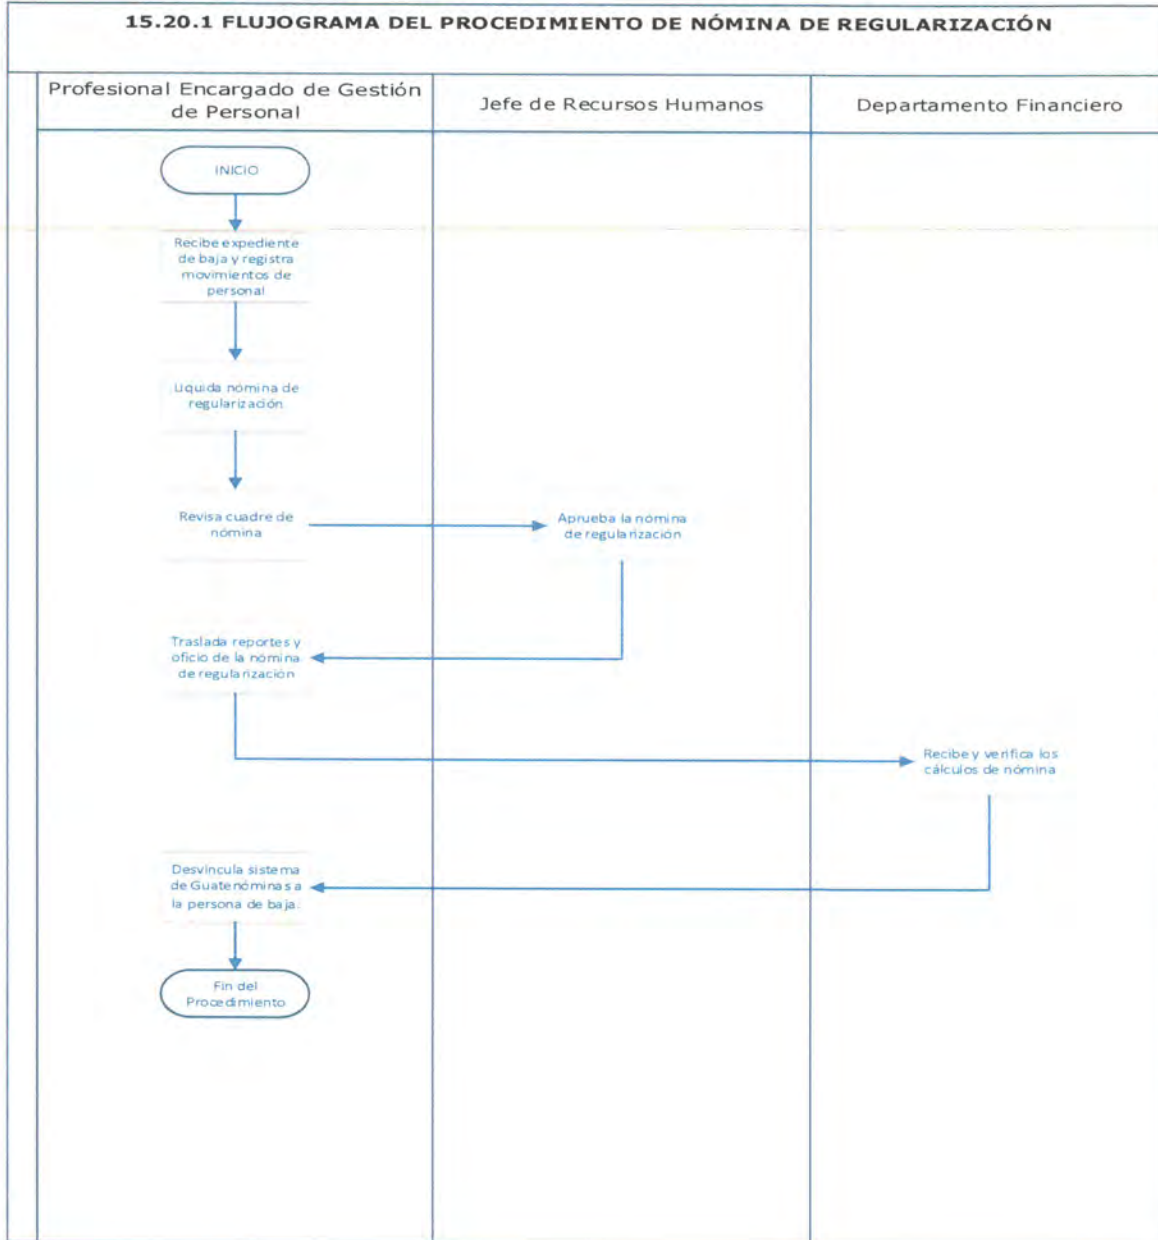 15.20.1 FLUJOGRAMA DEL PROCEDIMIENTO DE NÓMINA DE REGULARIZACIÓN
Profesional Encargado de Gestión
de Personal
Jefe de Recursos Humanos
Departamento Financiero
INICIO
Recibe expediente
de baja y registra
movimientos de
personal
Liquida nómina de
regularización
Revisa cuadre de
nómina
Aprueba la nómina
de regularización
Traslada reportes y
oficio de la nómina
de regularización
Recibe y verifica los
cálculos de nómina
Desvincula sistema
de Guatenóminas a
la persona de baja.
Fin del
Procedimiento